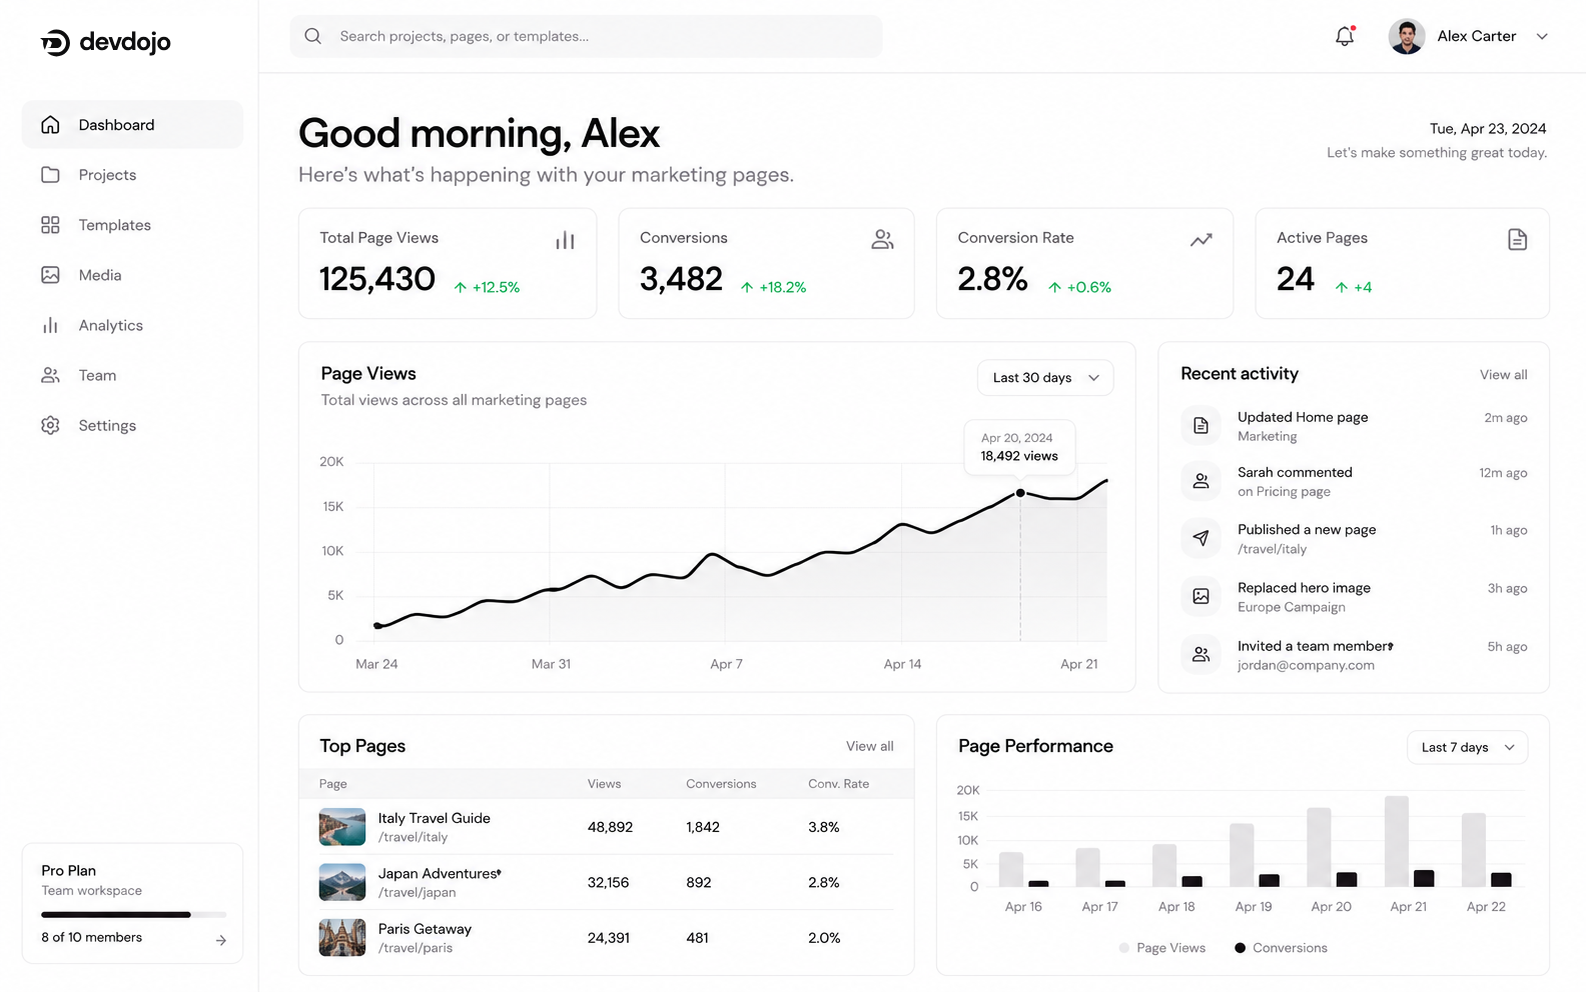 devdojo
Search projects, pages, or templates...
Alex Carter
Dashboard
Projects
Templates
Media
Analytics
Team
Settings
Pro Plan
Team workspace
8 of 10 members
Good morning, Alex
Here's what's happening with your marketing pages.
Tue, Apr 23, 2024
Let's make something great today.
Total Page Views
125,430 +12.5%
Conversions
3,482 +18.2%
Conversion Rate
2.8% +0.6%
Active Pages
24 +4
Page Views
Total views across all marketing pages
Last 30 days
Apr 20, 2024
18,492 views
20K
15K
10K
5K
0
Mar 24 Mar 31 Apr 7 Apr 14 Apr 21
Recent activity View all
Updated Home page 2m ago
Marketing
Sarah commented 12m ago
on Pricing page
Published a new page 1h ago
/travel/italy
Replaced hero image 3h ago
Europe Campaign
Invited a team member 5h ago
jordan@company.com
Top Pages View all
Page Views Conversions Conv. Rate
Italy Travel Guide 48,892 1,842 3.8%
/travel/italy
Japan Adventures 32,156 892 2.8%
/travel/japan
Paris Getaway 24,391 481 2.0%
/travel/paris
Page Performance Last 7 days
20K
15K
10K
5K
0
Apr 16 Apr 17 Apr 18 Apr 19 Apr 20 Apr 21 Apr 22
Page Views Conversions